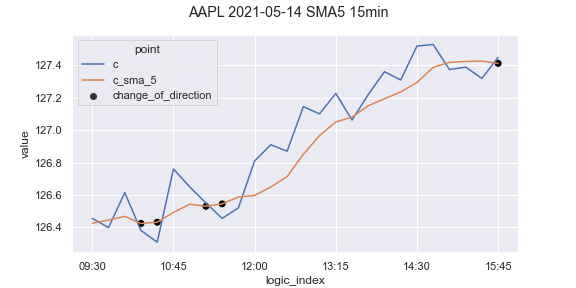 AAPL 2021-05-14 SMA5 15min
point
c
c_sma_5
change_of_direction
127.4
127.2
127.0
126.8
126.6
126.4
value
09:30 10:45 12:00 13:15 14:30 15:45
logic_index